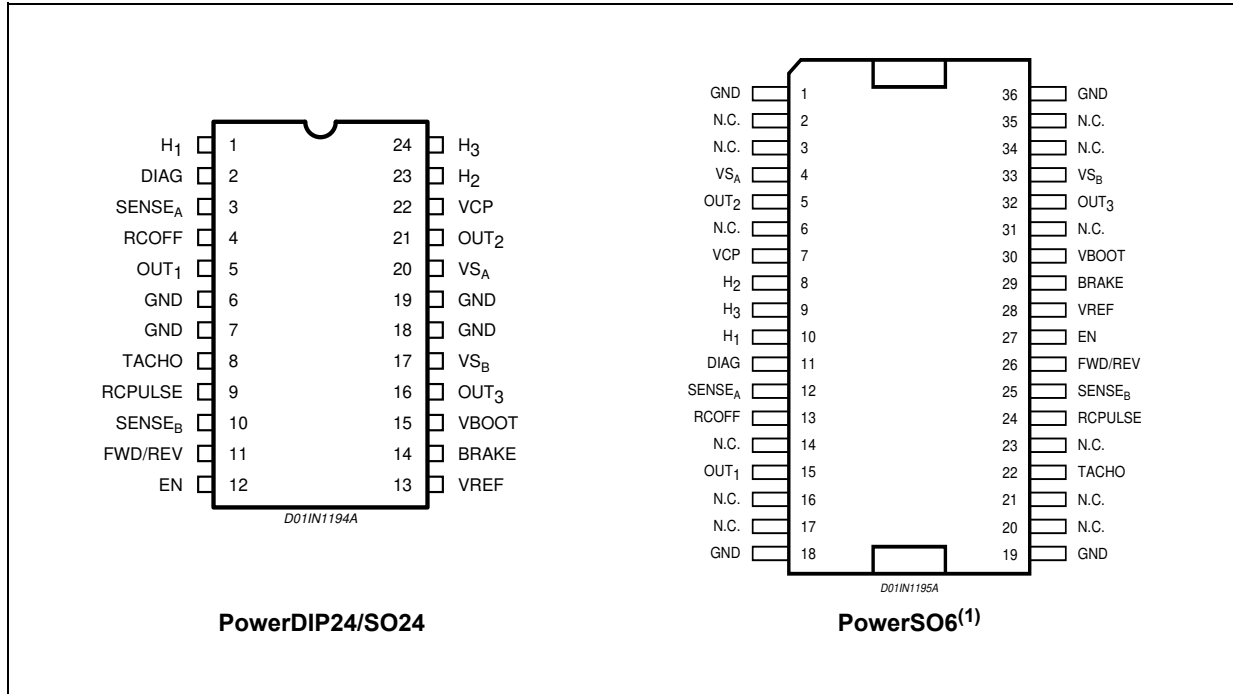 H1 1 24 H3
DIAG 2 23 H2
SENSEA 3 22 VCP
RCOFF 4 21 OUT2
OUT1 5 20 VSA
GND 6 19 GND
GND 7 18 GND
TACHO 8 17 VSB
RCPULSE 9 16 OUT3
SENSEB 10 15 VBOOT
FWD/REV 11 14 BRAKE
EN 12 13 VREF
D01IN1194A
PowerDIP24/SO24
GND 1 36 GND
N.C. 2 35 N.C.
N.C. 3 34 N.C.
VSA 4 33 VSB
OUT2 5 32 OUT3
N.C. 6 31 N.C.
VCP 7 30 VBOOT
H2 8 29 BRAKE
H3 9 28 VREF
H1 10 27 EN
DIAG 11 26 FWD/REV
SENSEA 12 25 SENSEB
RCOFF 13 24 RCPULSE
N.C. 14 23 N.C.
OUT1 15 22 TACHO
N.C. 16 21 N.C.
N.C. 17 20 N.C.
GND 18 19 GND
D01IN1195A
PowerSO6(1)